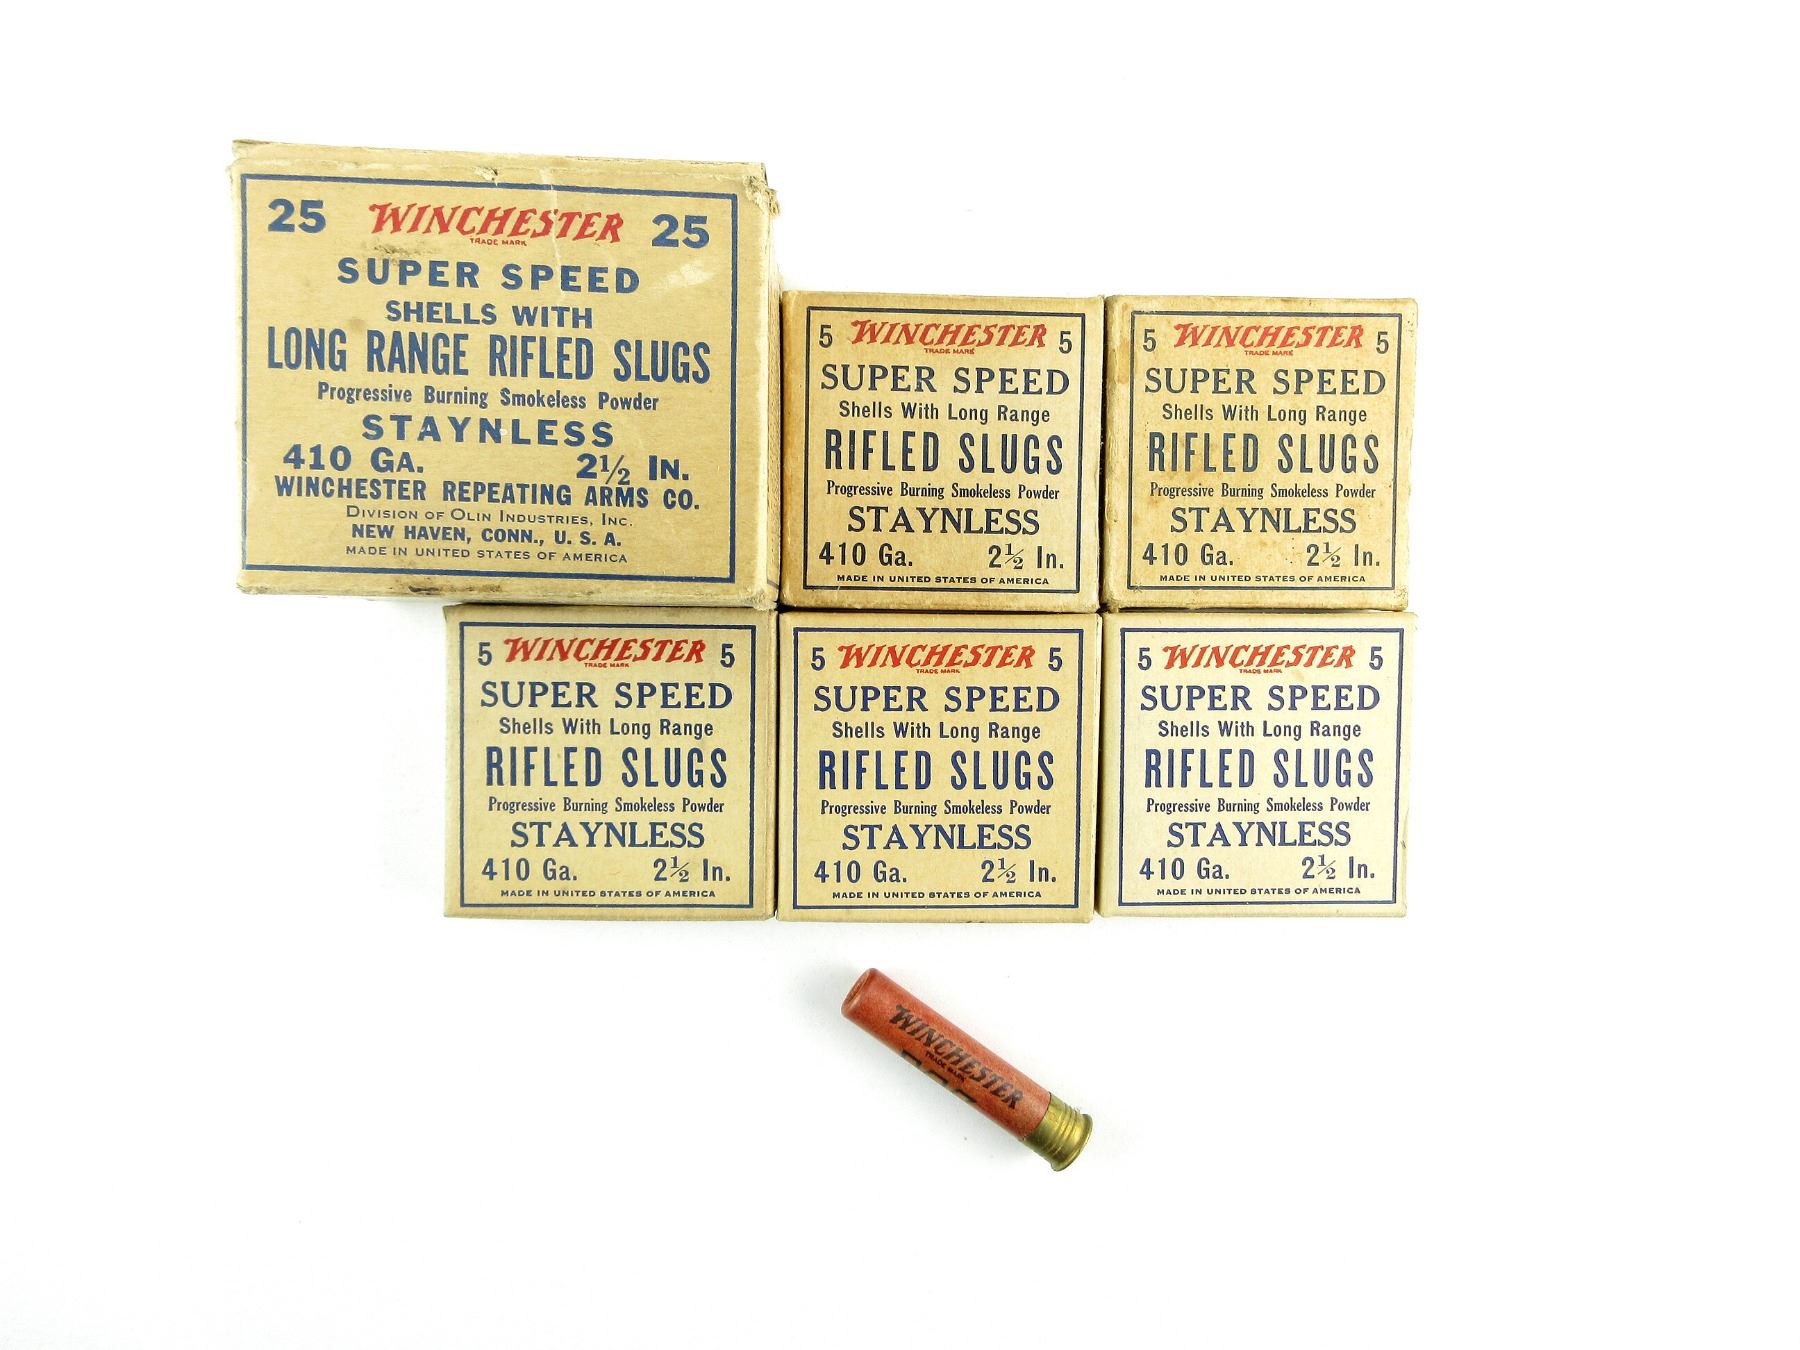 25 WINCHESTER 25
TRADE MARK
SUPER SPEED
SHELLS WITH
LONG RANGE RIFLED SLUGS
Progressive Burning Smokeless Powder
STAYNLESS
410 GA. 2½ IN.
WINCHESTER REPEATING ARMS CO.
DIVISION OF OLIN INDUSTRIES, INC.
NEW HAVEN, CONN., U. S. A.
MADE IN UNITED STATES OF AMERICA
5 WINCHESTER 5
TRADE MARK
SUPER SPEED
Shells With Long Range
RIFLED SLUGS
Progressive Burning Smokeless Powder
STAYNLESS
410 Ga. 2½ In.
MADE IN UNITED STATES OF AMERICA
5 WINCHESTER 5
TRADE MARK
SUPER SPEED
Shells With Long Range
RIFLED SLUGS
Progressive Burning Smokeless Powder
STAYNLESS
410 Ga. 2½ In.
MADE IN UNITED STATES OF AMERICA
5 WINCHESTER 5
TRADE MARK
SUPER SPEED
Shells With Long Range
RIFLED SLUGS
Progressive Burning Smokeless Powder
STAYNLESS
410 Ga. 2½ In.
MADE IN UNITED STATES OF AMERICA
5 WINCHESTER 5
TRADE MARK
SUPER SPEED
Shells With Long Range
RIFLED SLUGS
Progressive Burning Smokeless Powder
STAYNLESS
410 Ga. 2½ In.
MADE IN UNITED STATES OF AMERICA
5 WINCHESTER 5
TRADE MARK
SUPER SPEED
Shells With Long Range
RIFLED SLUGS
Progressive Burning Smokeless Powder
STAYNLESS
410 Ga. 2½ In.
MADE IN UNITED STATES OF AMERICA
WINCHESTER
TRADE MARK